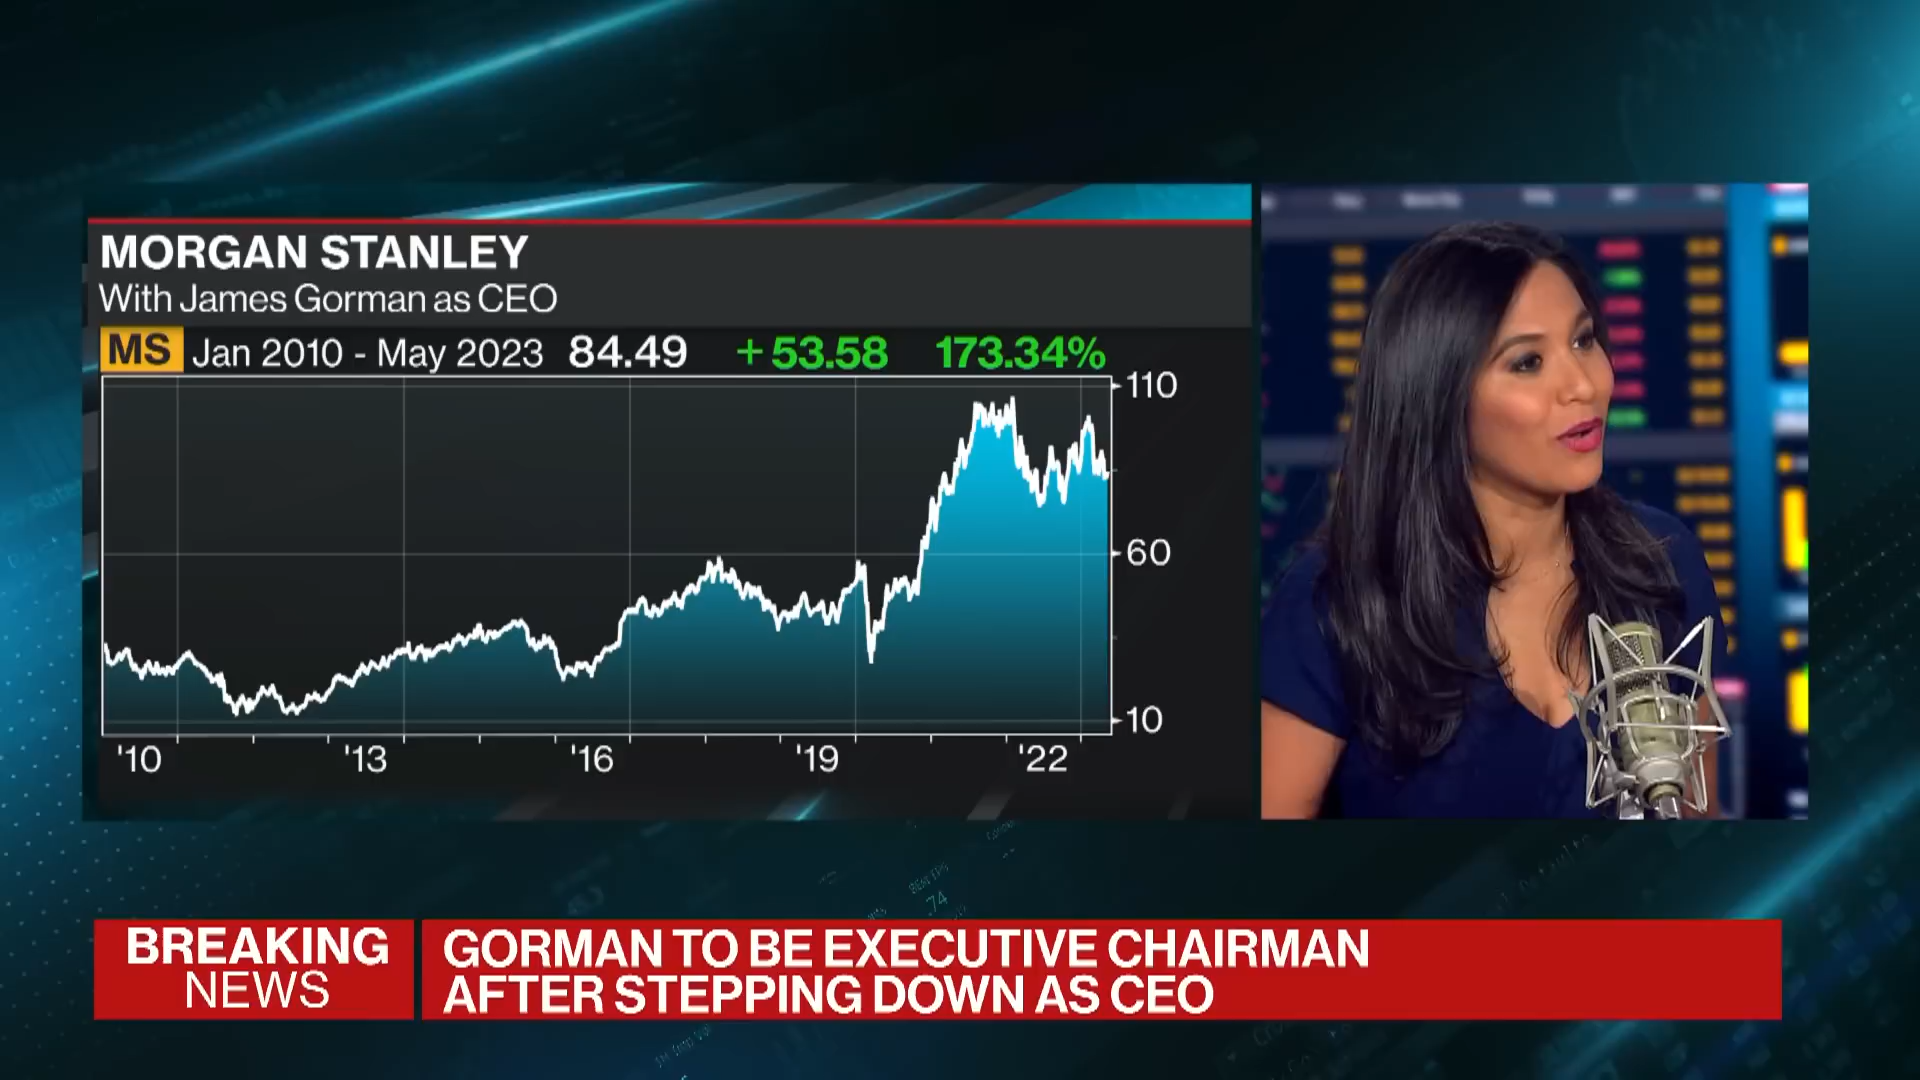 MORGAN STANLEY
With James Gorman as CEO
MS Jan 2010 - May 2023 84.49 +53.58 173.34%
110
60
10
'10 '13 '16 '19 '22
BREAKING
NEWS
GORMAN TO BE EXECUTIVE CHAIRMAN
AFTER STEPPING DOWN AS CEO